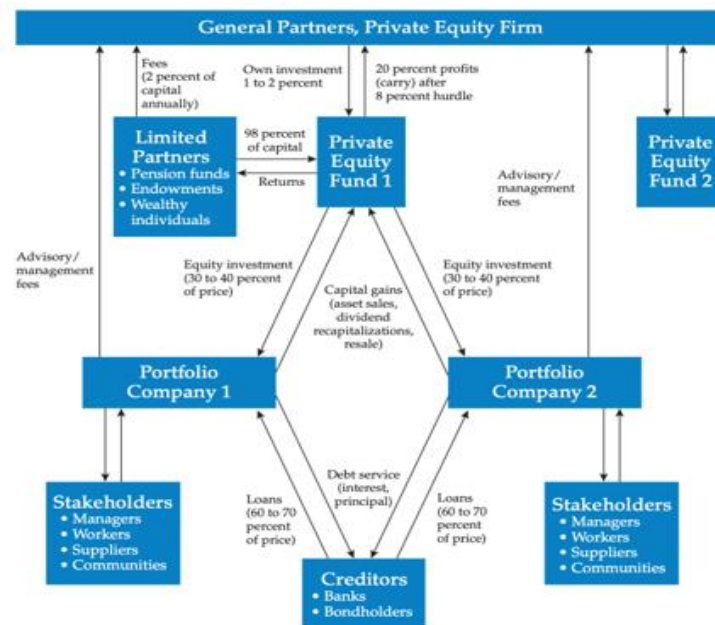 General Partners, Private Equity Firm
Fees
(2 percent of
capital
annually)
Own investment
1 to 2 percent
20 percent profits
(carry) after
8 percent hurdle
Limited
Partners
• Pension funds
• Endowments
• Wealthy
individuals
98 percent
of capital
Returns
Private
Equity
Fund 1
Advisory/
management
fees
Private
Equity
Fund 2
Advisory/
management
fees
Equity investment
(30 to 40 percent
of price)
Capital gains
(asset sales,
dividend
recapitalizations,
resale)
Equity investment
(30 to 40 percent
of price)
Portfolio
Company 1
Portfolio
Company 2
Stakeholders
• Managers
• Workers
• Suppliers
• Communities
Loans
(60 to 70
percent
of price)
Debt service
(interest,
principal)
Loans
(60 to 70
percent
of price)
Stakeholders
• Managers
• Workers
• Suppliers
• Communities
Creditors
• Banks
• Bondholders